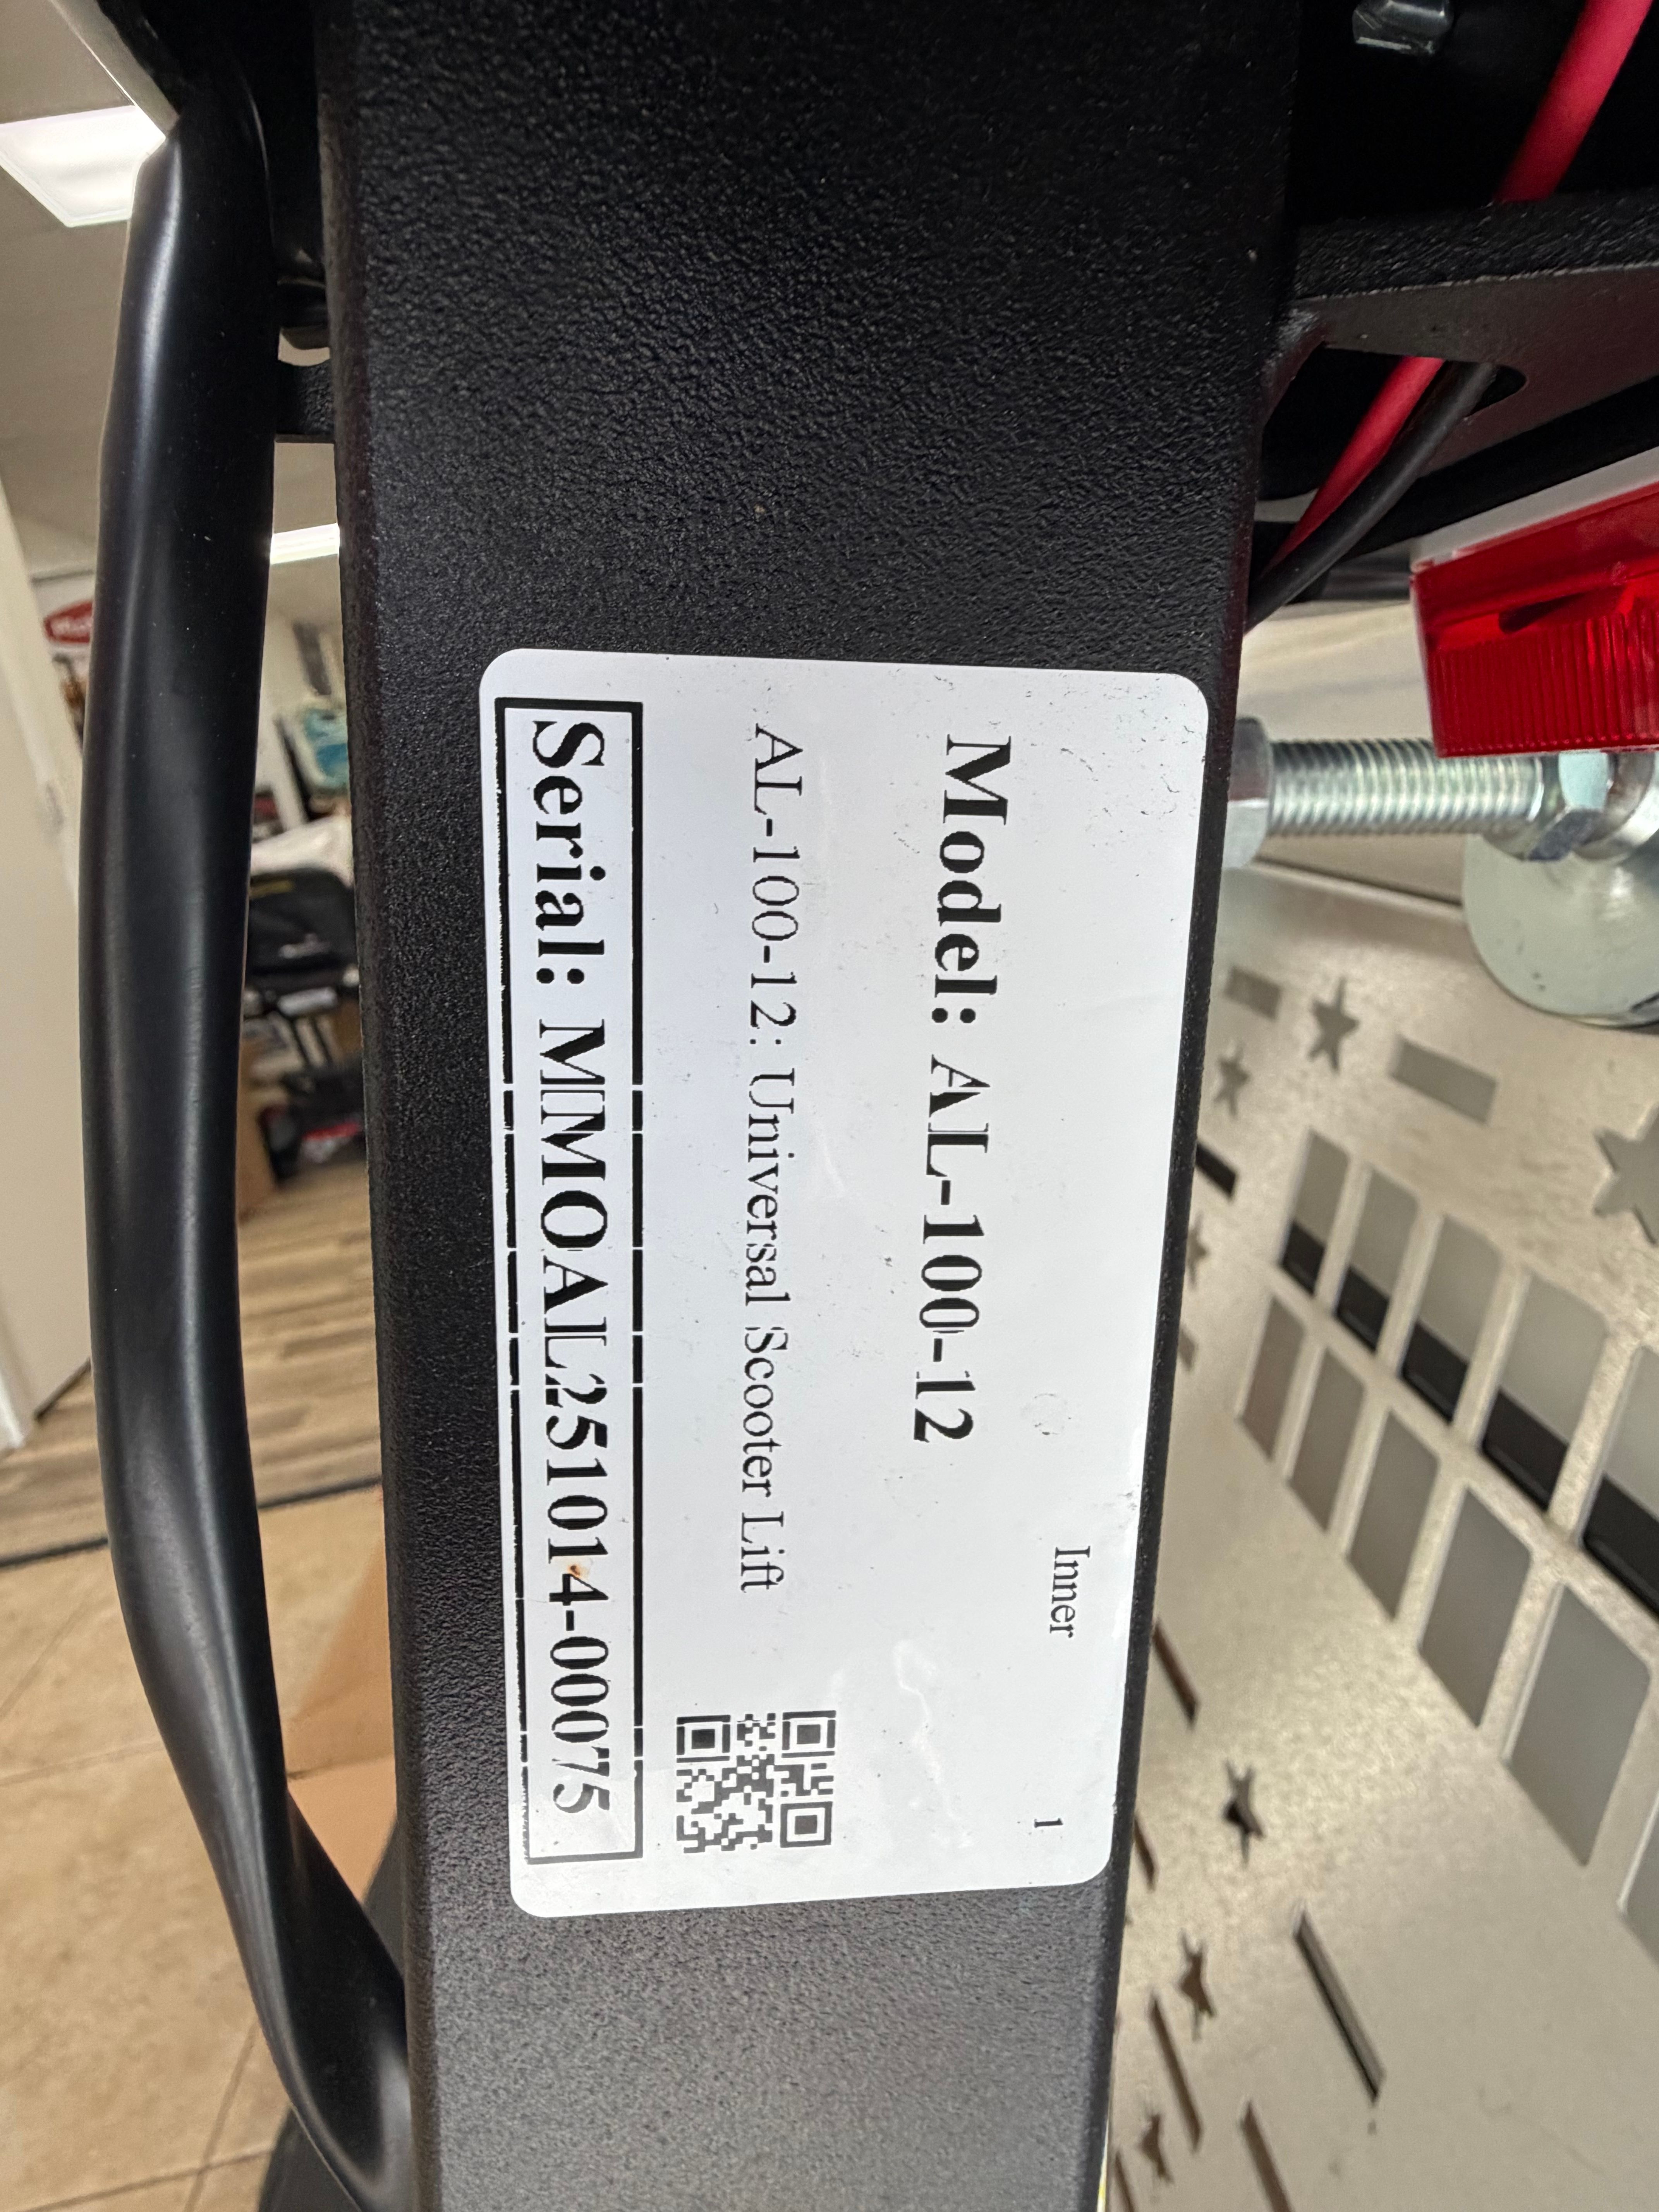 Inner 1
Model: AL-100-12
AL-100-12: Universal Scooter Lift
Serial: MMOAL251014-00075